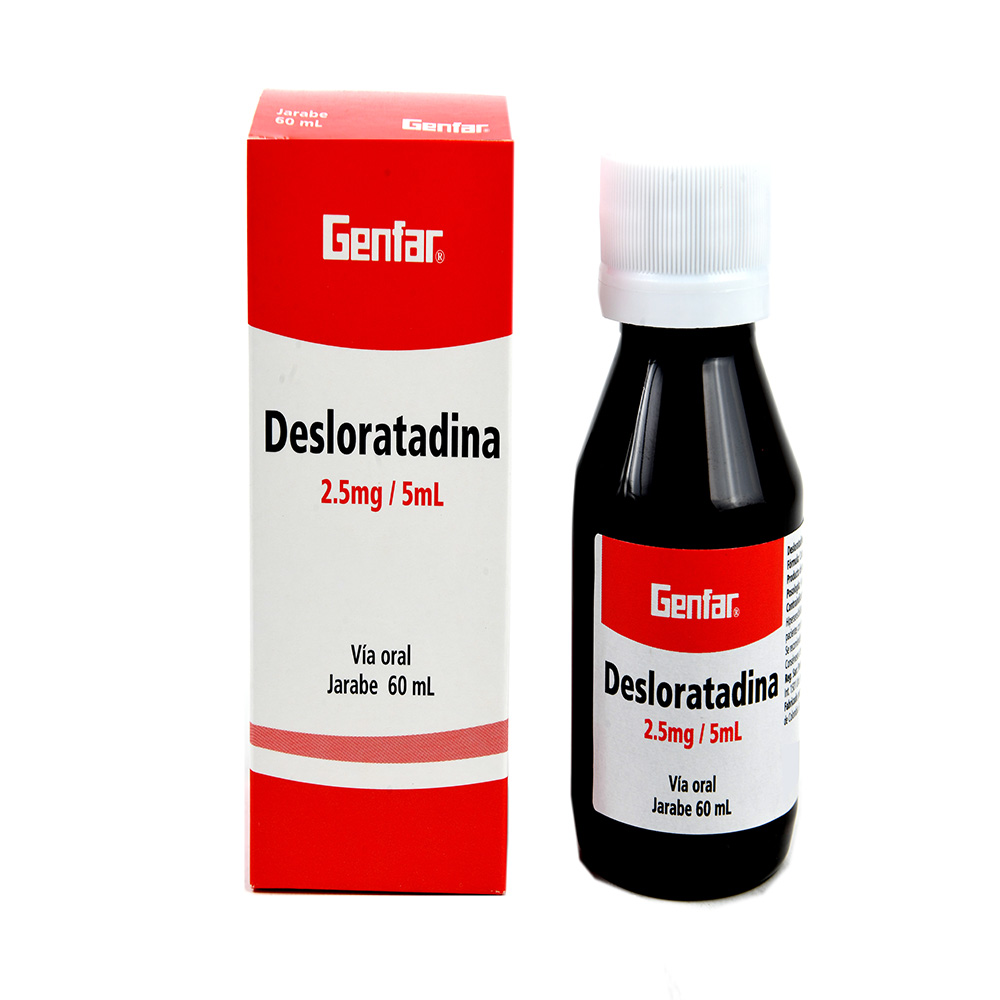 Jarabe
60 mL
Genfar®
Genfar®
Desloratadina
2.5mg / 5mL
Vía oral
Jarabe 60 mL
Genfar®
Desloratadina
2.5mg / 5mL
Vía oral
Jarabe 60 mL